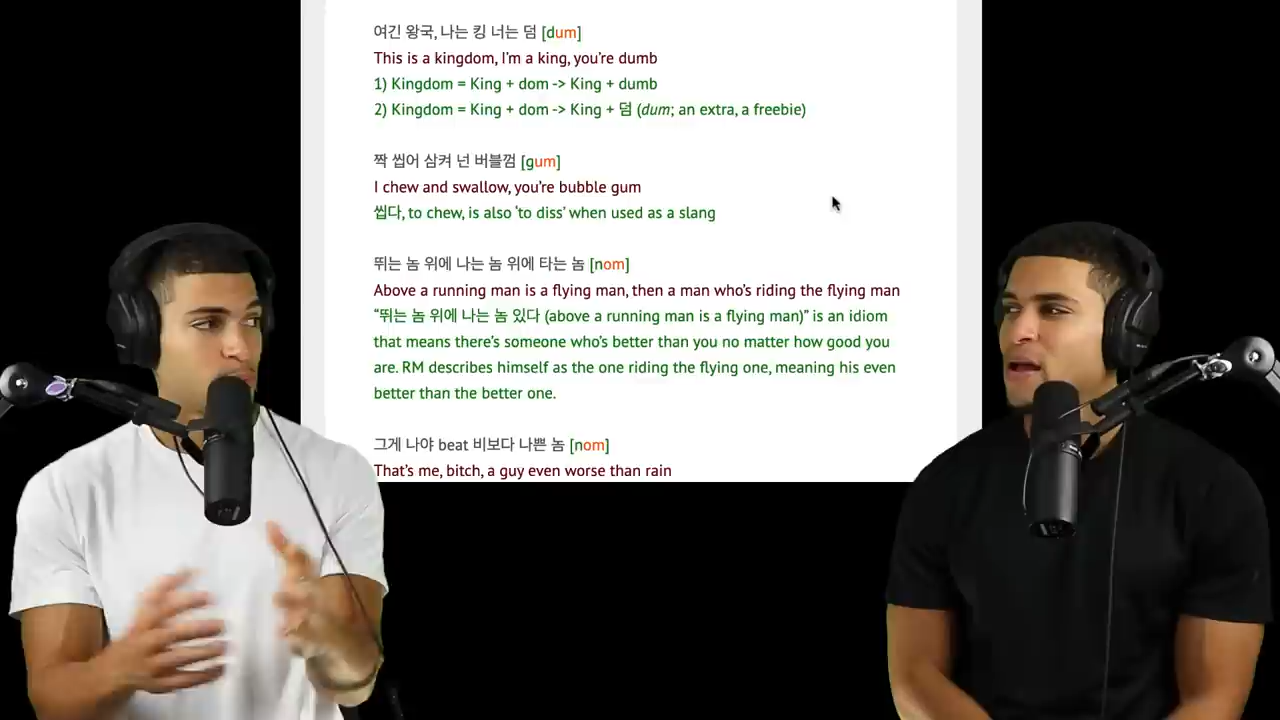 여긴 왕국, 나는 킹 너는 덤 [dum]
This is a kingdom, I'm a king, you're dumb
1) Kingdom = King + dom -> King + dumb
2) Kingdom = King + dom -> King + 덤 (dum; an extra, a freebie)
짝 씹어 삼켜 넌 버블껌 [gum]
I chew and swallow, you're bubble gum
씹다, to chew, is also 'to diss' when used as a slang
뛰는 놈 위에 나는 놈 위에 타는 놈 [nom]
Above a running man is a flying man, then a man who's riding the flying man
“뛰는 놈 위에 나는 놈 있다 (above a running man is a flying man)” is an idiom
that means there's someone who's better than you no matter how good you
are. RM describes himself as the one riding the flying one, meaning his even
better than the better one.
그게 나야 beat 비보다 나쁜 놈 [nom]
That's me, bitch, a guy even worse than rain